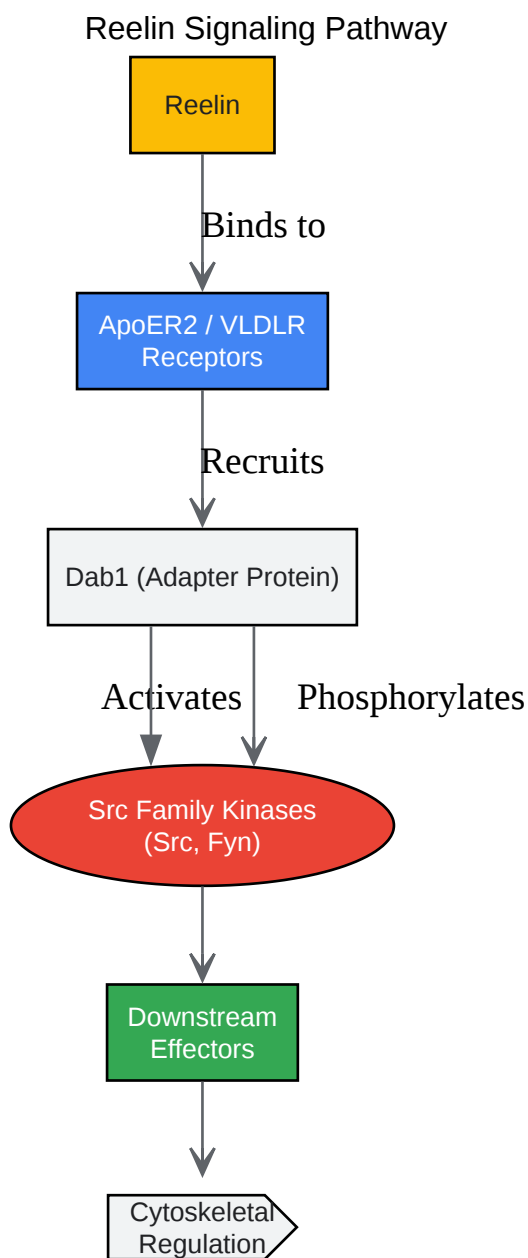 Reelin Signaling Pathway
Reelin
Binds to
ApoER2 / VLDLR
Receptors
Recruits
Dab1 (Adapter Protein)
Activates
Phosphorylates
Src Family Kinases
(Src, Fyn)
Downstream
Effectors
Cytoskeletal
Regulation